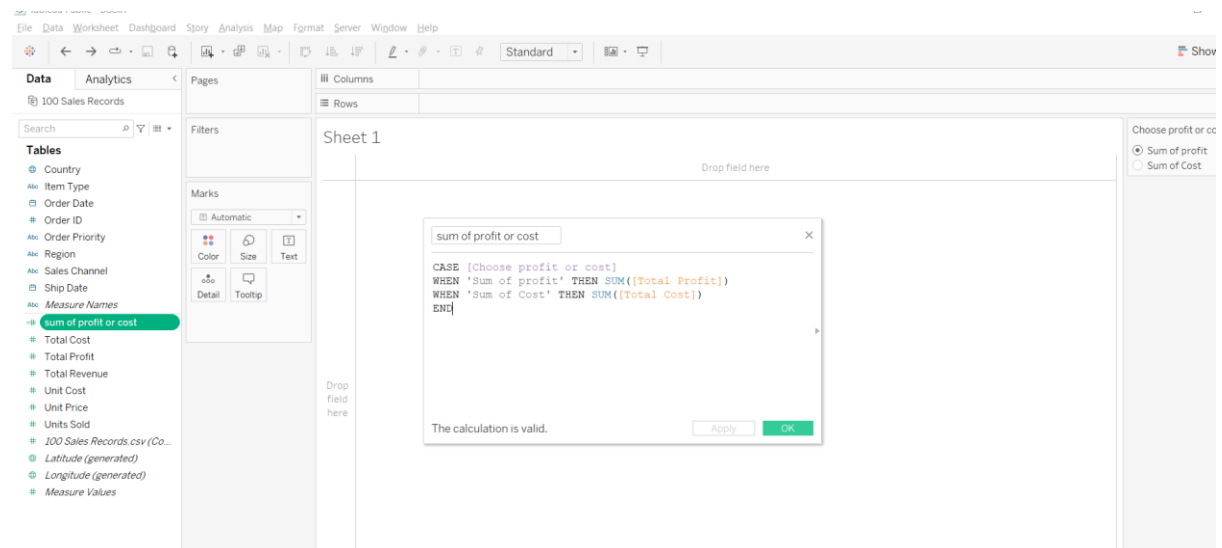 File Data Worksheet Dashboard Story Analysis Map Format Server Window Help
Standard
Show
Data Analytics
100 Sales Records
Search
Tables
Country
Abc Item Type
Order Date
# Order ID
Abc Order Priority
Abc Region
Abc Sales Channel
Ship Date
Abc Measure Names
=# sum of profit or cost
# Total Cost
# Total Profit
# Total Revenue
# Unit Cost
# Unit Price
# Units Sold
# 100 Sales Records.csv (Co...
Latitude (generated)
Longitude (generated)
# Measure Values
Pages
Filters
Marks
Automatic
Color Size Text
Detail Tooltip
Columns
Rows
Sheet 1
Drop field here
Drop
field
here
sum of profit or cost
CASE [Choose profit or cost]
WHEN 'Sum of profit' THEN SUM([Total Profit])
WHEN 'Sum of Cost' THEN SUM([Total Cost])
END
The calculation is valid.
Apply OK
Choose profit or co
Sum of profit
Sum of Cost